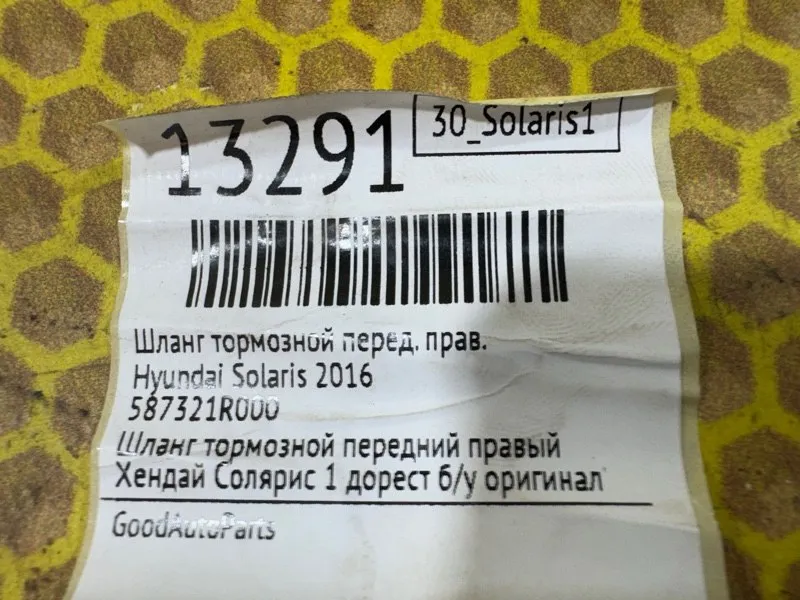 13291
30_Solaris1
Шланг тормозной перед. прав.
Hyundai Solaris 2016
587321R000
Шланг тормозной передний правый
Хендай Солярис 1 дорест б/у оригинал
GoodAutoParts